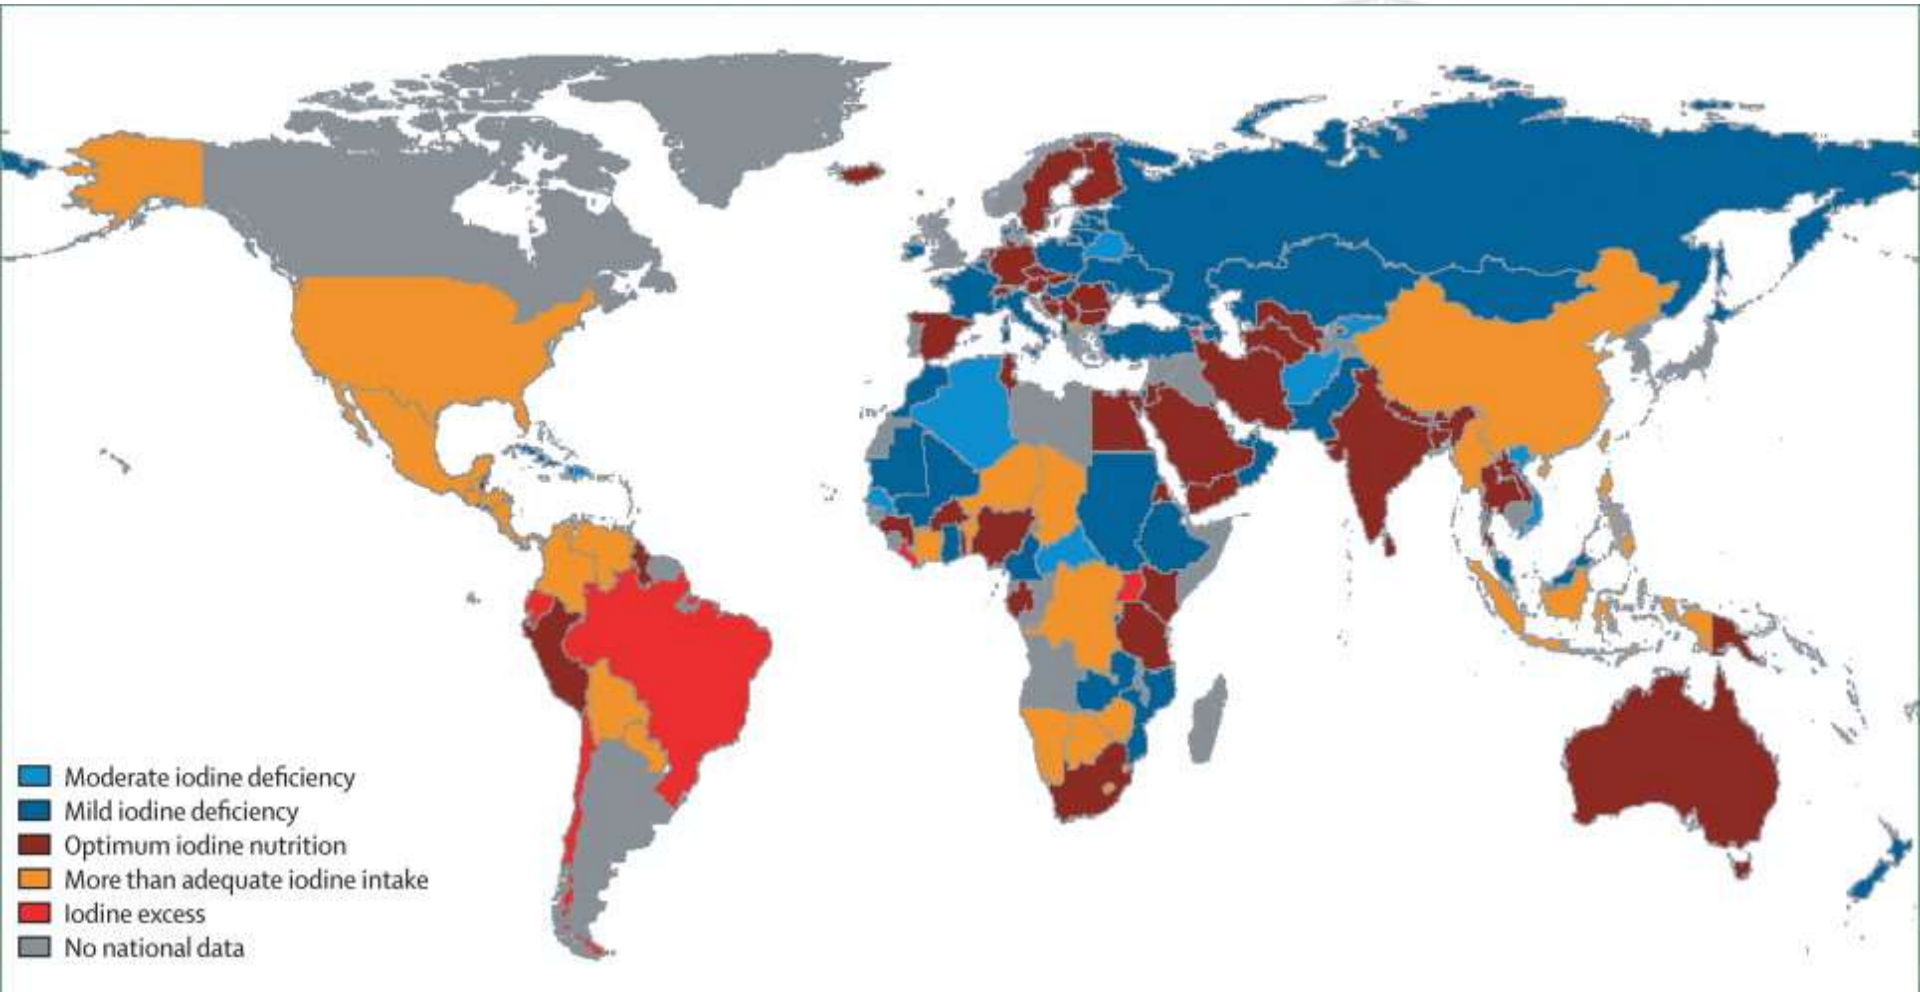 Moderate iodine deficiency
Mild iodine deficiency
Optimum iodine nutrition
More than adequate iodine intake
Iodine excess
No national data